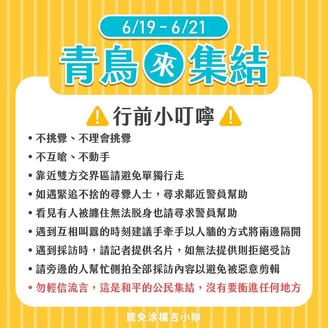 6/19－6/21
青鳥來集結
行前小叮嚀
• 不挑釁、不理會挑釁
• 不互嗆、不動手
• 靠近雙方交界區請避免單獨行走
• 如遇緊追不捨的尋釁人士，尋求鄰近警員幫助
• 看見有人被纏住無法脫身也請尋求警員幫助
• 遇到互相叫囂的時刻建議手牽手以人牆的方式將兩邊隔開
• 遇到採訪時，請記者提供名片，如無法提供則拒絕受訪
• 請旁邊的人幫忙側拍全部採訪內容以避免被惡意剪輯
• 勿輕信流言，這是和平的公民集結，沒有要衝進任何地方
罷免涂權吉小隊